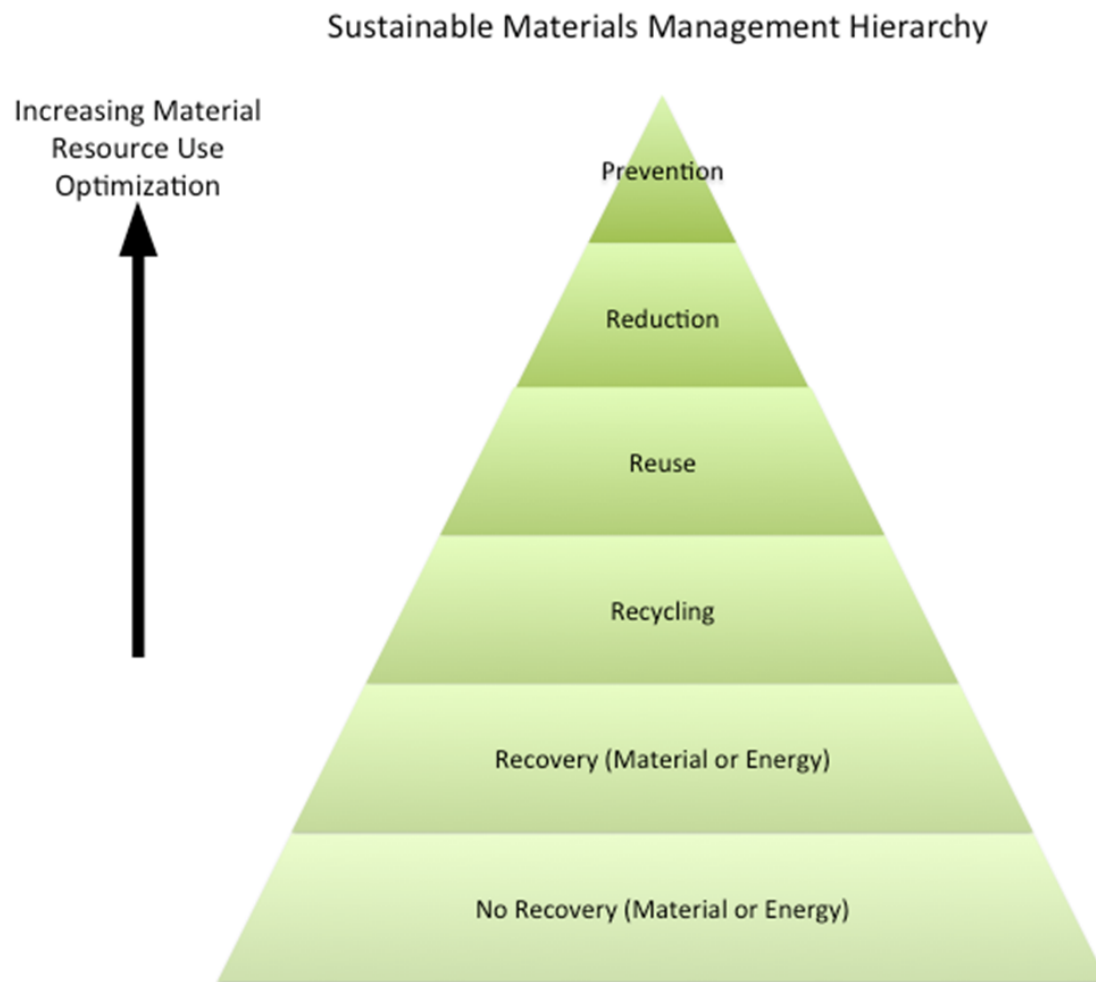 Sustainable Materials Management Hierarchy
Increasing Material
Resource Use
Optimization
Prevention
Reduction
Reuse
Recycling
Recovery (Material or Energy)
No Recovery (Material or Energy)